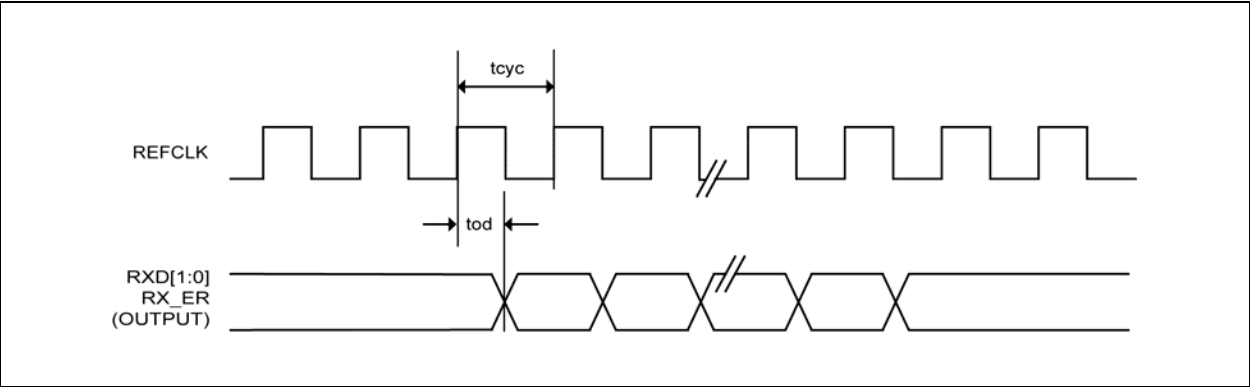 tcyc
REFCLK
tod
RXD[1:0]
RX_ER
(OUTPUT)